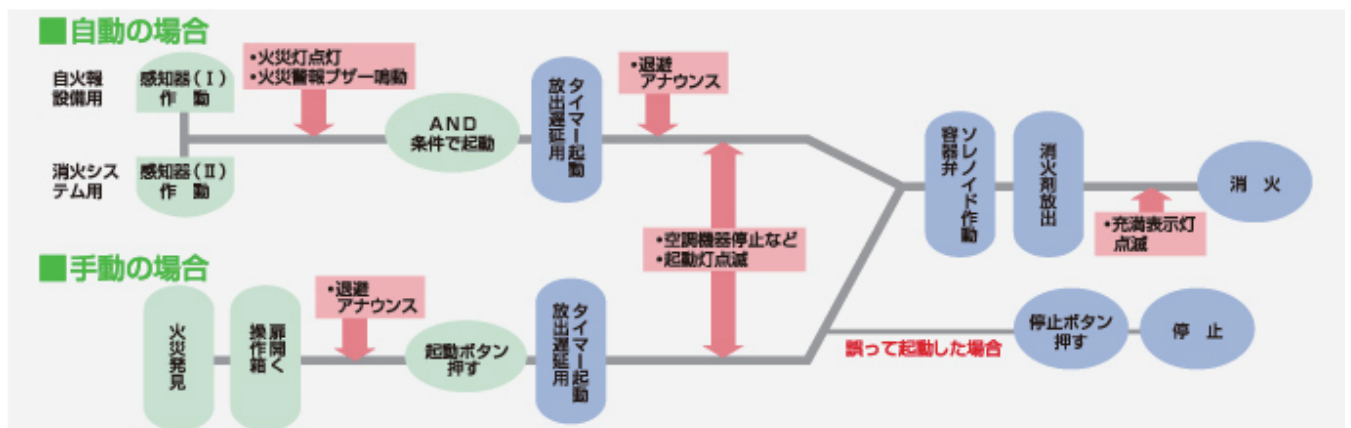 ■自動の場合
自火報
設備用
感知器(Ⅰ)
作動
・火災灯点灯
・火災警報ブザー鳴動
消火シス
テム用
感知器(Ⅱ)
作動
AND
条件で起動
放出遅延用
タイマー起動
・退避
アナウンス
容器弁
ソレノイド作動
消火剤放出
・充満表示灯
点滅
消火
・空調機器停止など
・起動灯点滅
■手動の場合
火災発見
操作箱
扉開く
・退避
アナウンス
起動ボタン
押す
放出遅延用
タイマー起動
誤って起動した場合
停止ボタン
押す
停止